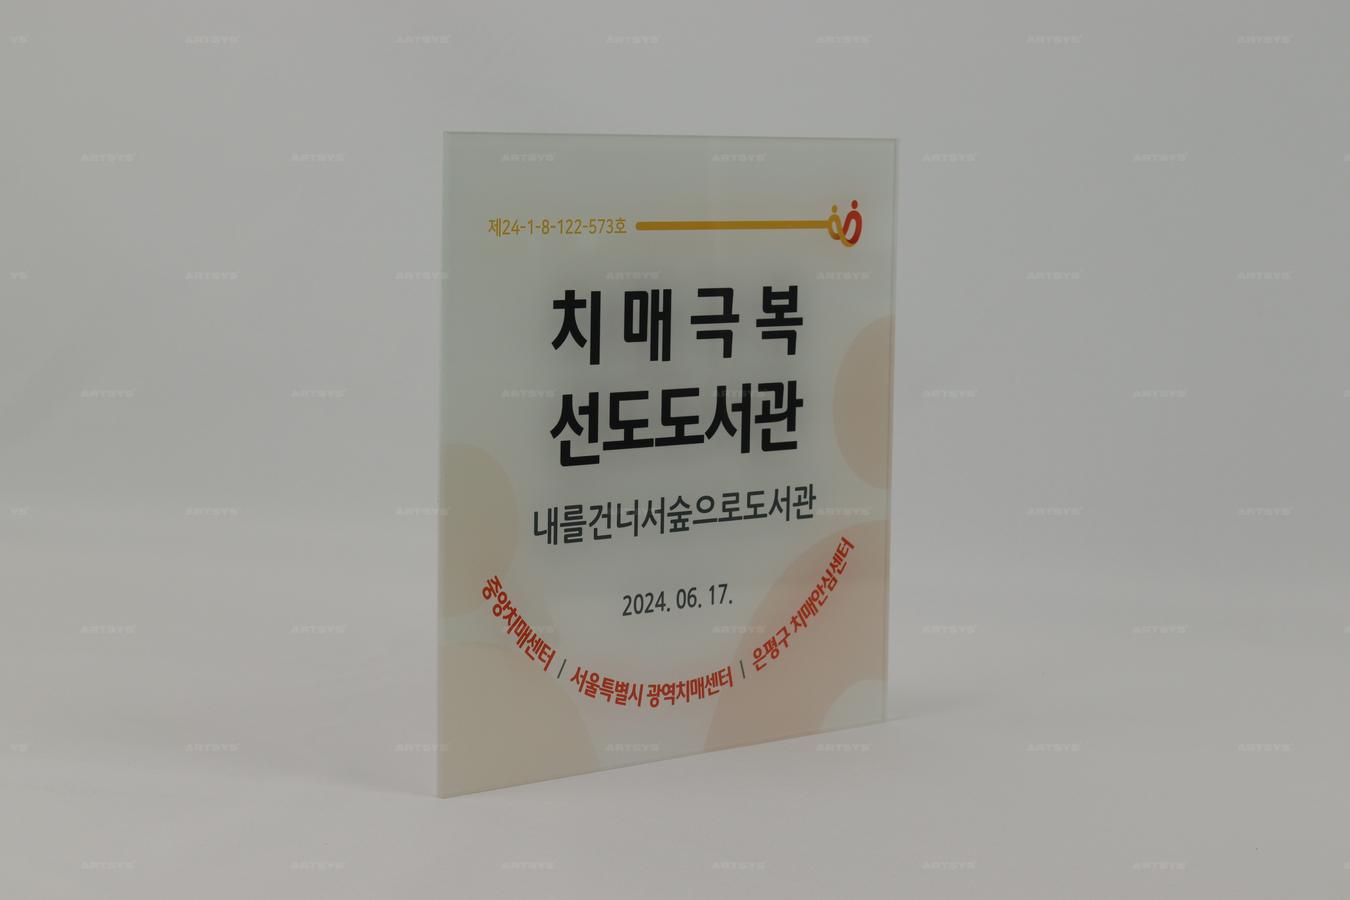 제24-1-8-122-573호
치매극복
선도도서관
내를건너서숲으로도서관
2024. 06. 17.
중앙치매센터 | 서울특별시 광역치매센터 | 은평구 치매안심센터
ARTSYS